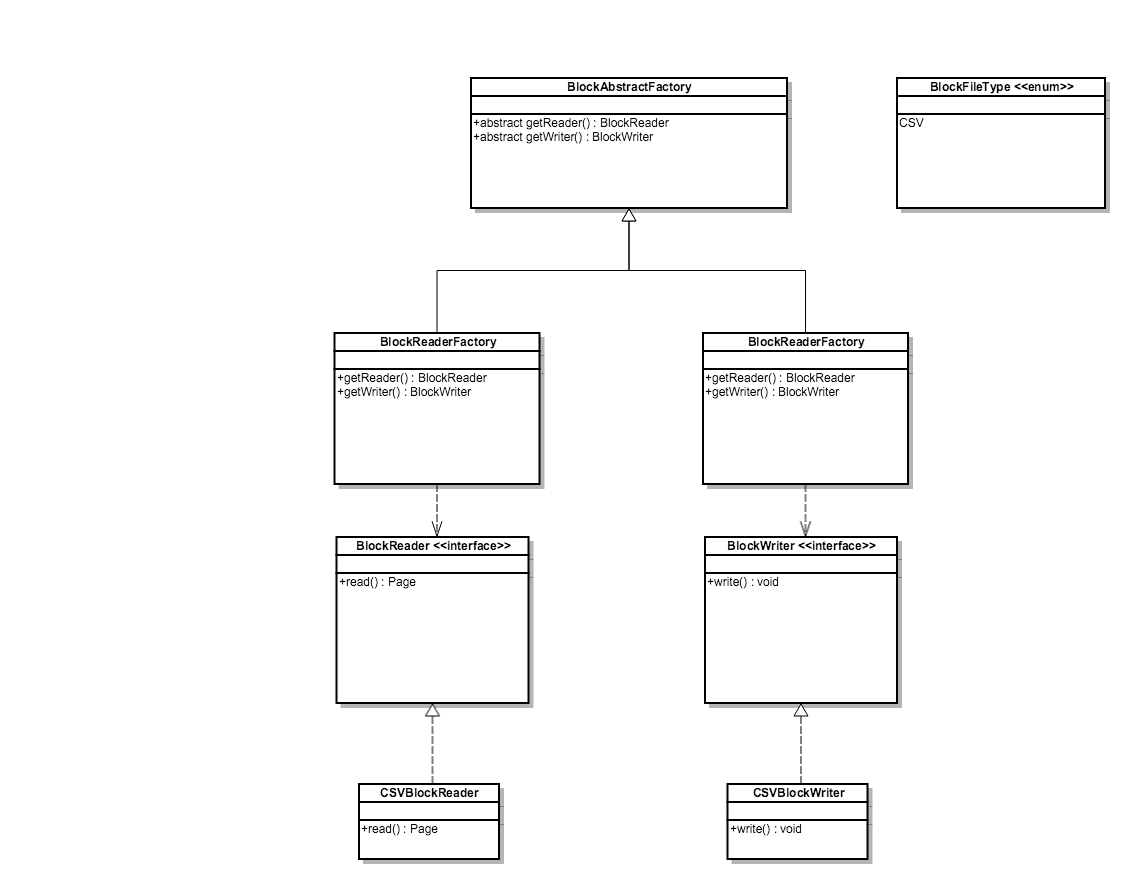 BlockAbstractFactory
+abstract getReader() : BlockReader
+abstract getWriter() : BlockWriter
BlockFileType <<enum>>
CSV
BlockReaderFactory
+getReader() : BlockReader
+getWriter() : BlockWriter
BlockReaderFactory
+getReader() : BlockReader
+getWriter() : BlockWriter
BlockReader <<interface>>
+read() : Page
BlockWriter <<interface>>
+write() : void
CSVBlockReader
+read() : Page
CSVBlockWriter
+write() : void